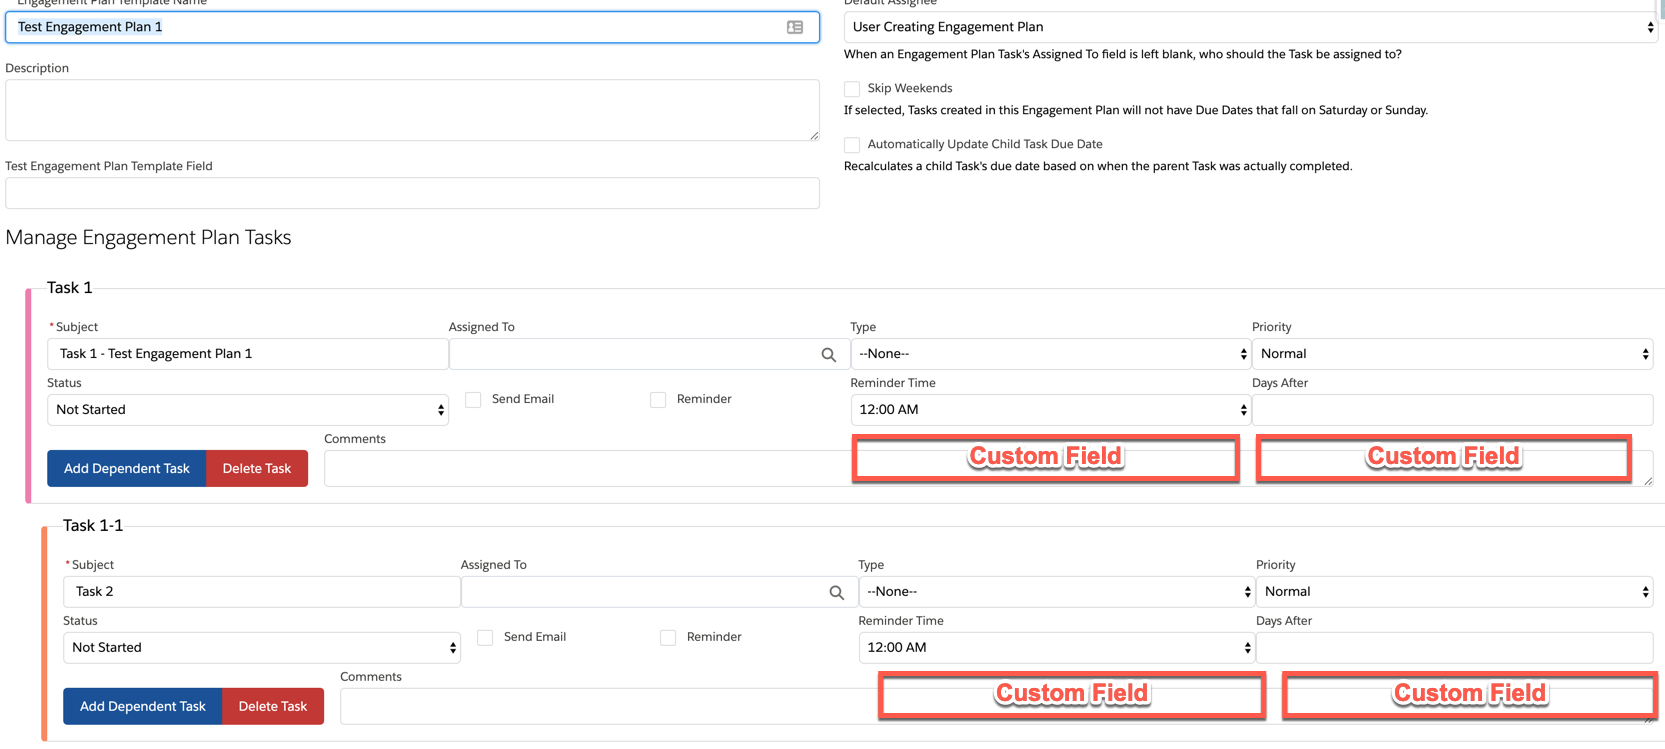 Engagement Plan Template Name
Default Assignee
Test Engagement Plan 1
User Creating Engagement Plan
When an Engagement Plan Task's Assigned To field is left blank, who should the Task be assigned to?
Description
Skip Weekends
If selected, Tasks created in this Engagement Plan will not have Due Dates that fall on Saturday or Sunday.
Automatically Update Child Task Due Date
Recalculates a child Task's due date based on when the parent Task was actually completed.
Test Engagement Plan Template Field
Manage Engagement Plan Tasks
Task 1
* Subject
Assigned To
Type
Priority
Task 1 - Test Engagement Plan 1
--None--
Normal
Status
Send Email
Reminder
Reminder Time
Days After
Not Started
12:00 AM
Comments
Add Dependent Task
Delete Task
Custom Field
Custom Field
Task 1-1
* Subject
Assigned To
Type
Priority
Task 2
--None--
Normal
Status
Send Email
Reminder
Reminder Time
Days After
Not Started
12:00 AM
Comments
Add Dependent Task
Delete Task
Custom Field
Custom Field